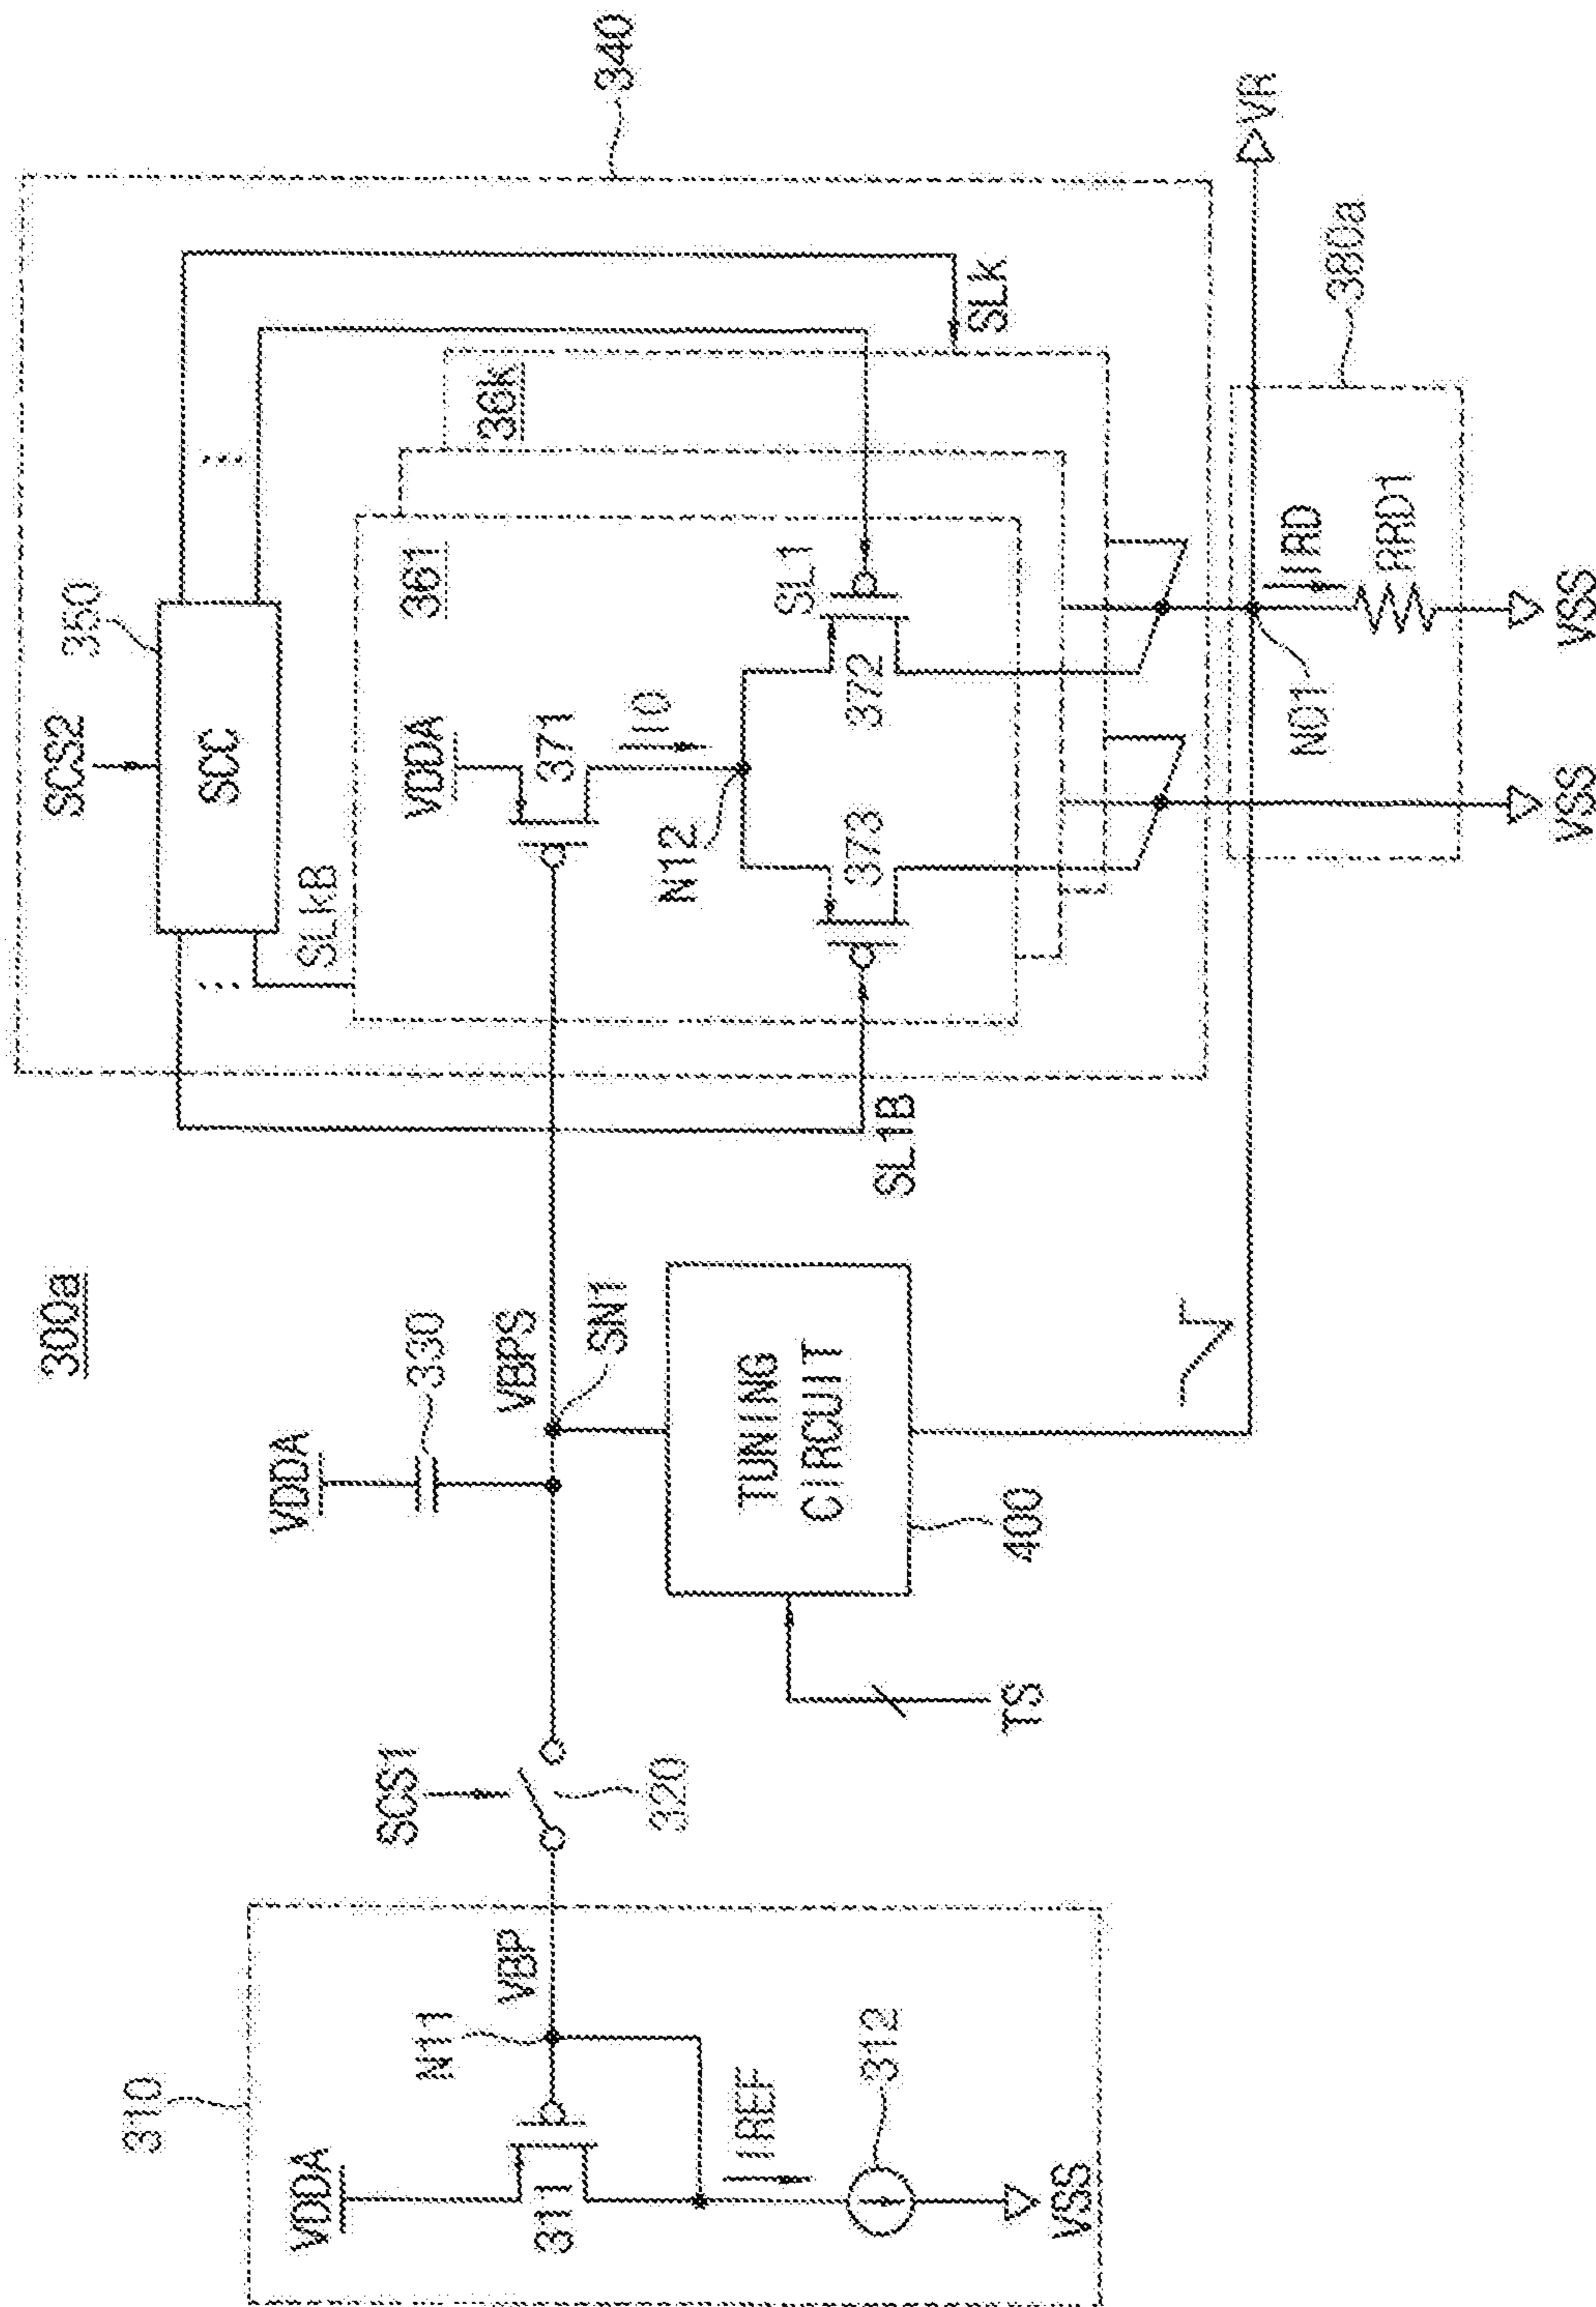 300a
310
VDDA
311
N11
VBP
IREF
312
VSS
SCS1
320
VDDA
330
VBPS
SN1
TUNING
CIRCUIT
400
TS
340
SCS2
350
SCC
SLkB
SL1B
361
36k
VDDA
371
I0
N12
373
372
SL1
SLK
NO1
IRD
RRD1
380a
VR
VSS
VSS